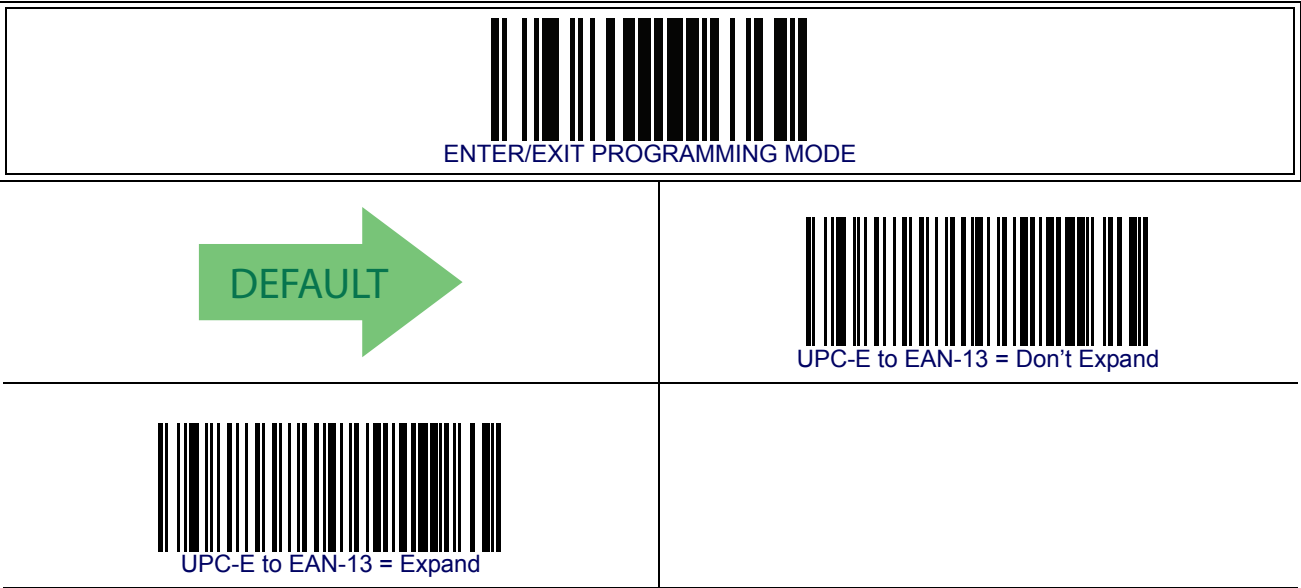 ENTER/EXIT PROGRAMMING MODE
DEFAULT
UPC-E to EAN-13 = Don’t Expand
UPC-E to EAN-13 = Expand